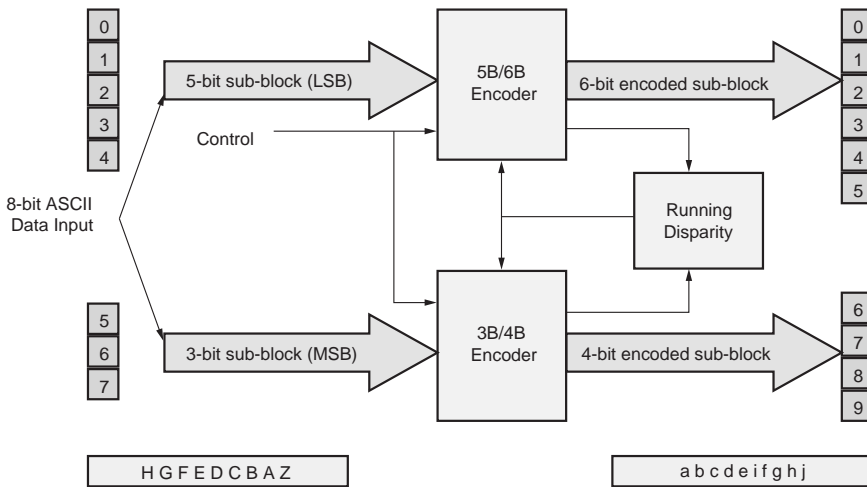 0
1
2
3
4
5-bit sub-block (LSB)
5B/6B
Encoder
6-bit encoded sub-block
0
1
2
3
4
5
Control
8-bit ASCII
Data Input
Running
Disparity
5
6
7
3-bit sub-block (MSB)
3B/4B
Encoder
4-bit encoded sub-block
6
7
8
9
H G F E D C B A Z
a b c d e i f g h j